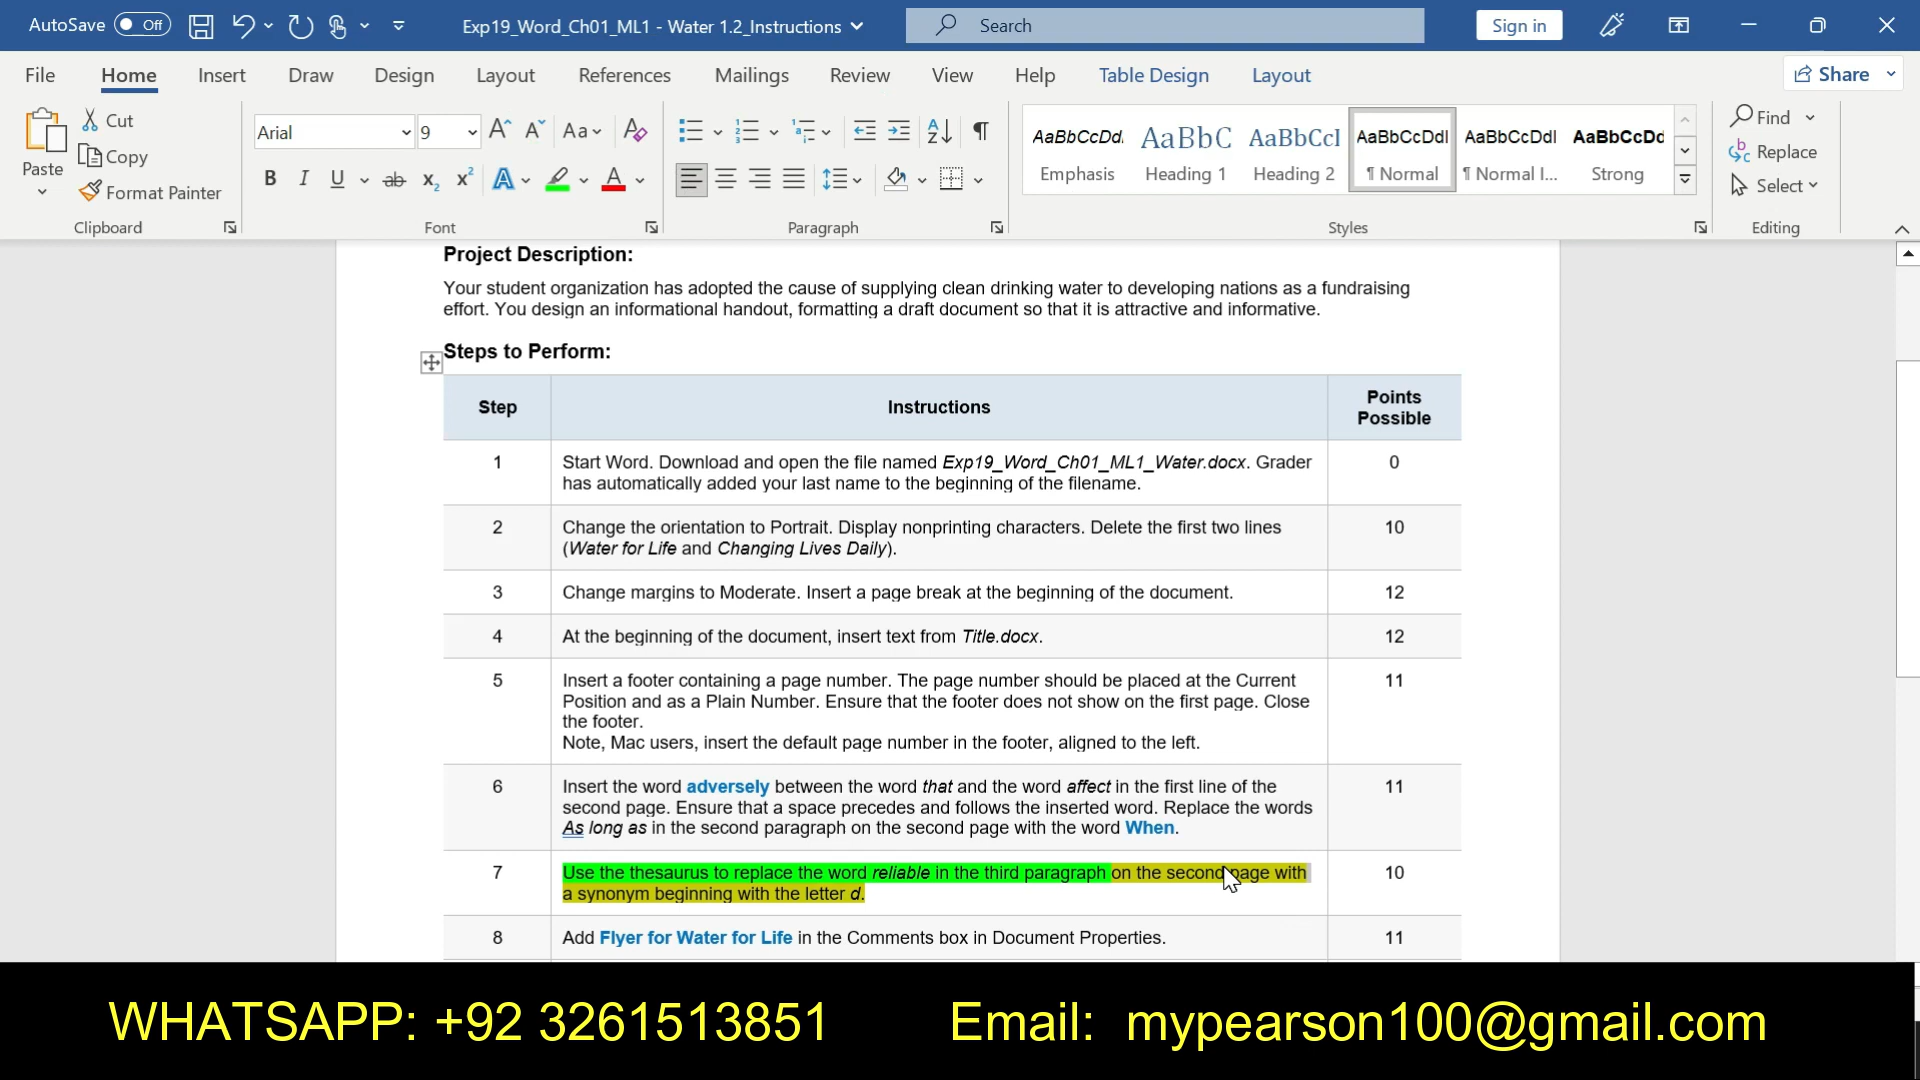 AutoSave Off Exp19_Word_Ch01_ML1 - Water 1.2_Instructions Search Sign in
File Home Insert Draw Design Layout References Mailings Review View Help Table Design Layout Share
Paste Cut Copy Format Painter Clipboard
Arial 9 Aa Font
Paragraph
AaBbCcDd. AaBbC AaBbCcI AaBbCcDdI AaBbCcDdI AaBbCcDd
Emphasis Heading 1 Heading 2 ¶ Normal ¶ Normal I... Strong
Styles
Find Replace Select Editing
Project Description:
Your student organization has adopted the cause of supplying clean drinking water to developing nations as a fundraising
effort. You design an informational handout, formatting a draft document so that it is attractive and informative.
Steps to Perform:
Step Instructions Points
Possible
1 Start Word. Download and open the file named Exp19_Word_Ch01_ML1_Water.docx. Grader 0
has automatically added your last name to the beginning of the filename.
2 Change the orientation to Portrait. Display nonprinting characters. Delete the first two lines 10
(Water for Life and Changing Lives Daily).
3 Change margins to Moderate. Insert a page break at the beginning of the document. 12
4 At the beginning of the document, insert text from Title.docx. 12
5 Insert a footer containing a page number. The page number should be placed at the Current 11
Position and as a Plain Number. Ensure that the footer does not show on the first page. Close
the footer.
Note, Mac users, insert the default page number in the footer, aligned to the left.
6 Insert the word adversely between the word that and the word affect in the first line of the 11
second page. Ensure that a space precedes and follows the inserted word. Replace the words
As long as in the second paragraph on the second page with the word When.
7 Use the thesaurus to replace the word reliable in the third paragraph on the second page with 10
a synonym beginning with the letter d.
8 Add Flyer for Water for Life in the Comments box in Document Properties. 11
WHATSAPP: +92 3261513851 Email: mypearson100@gmail.com